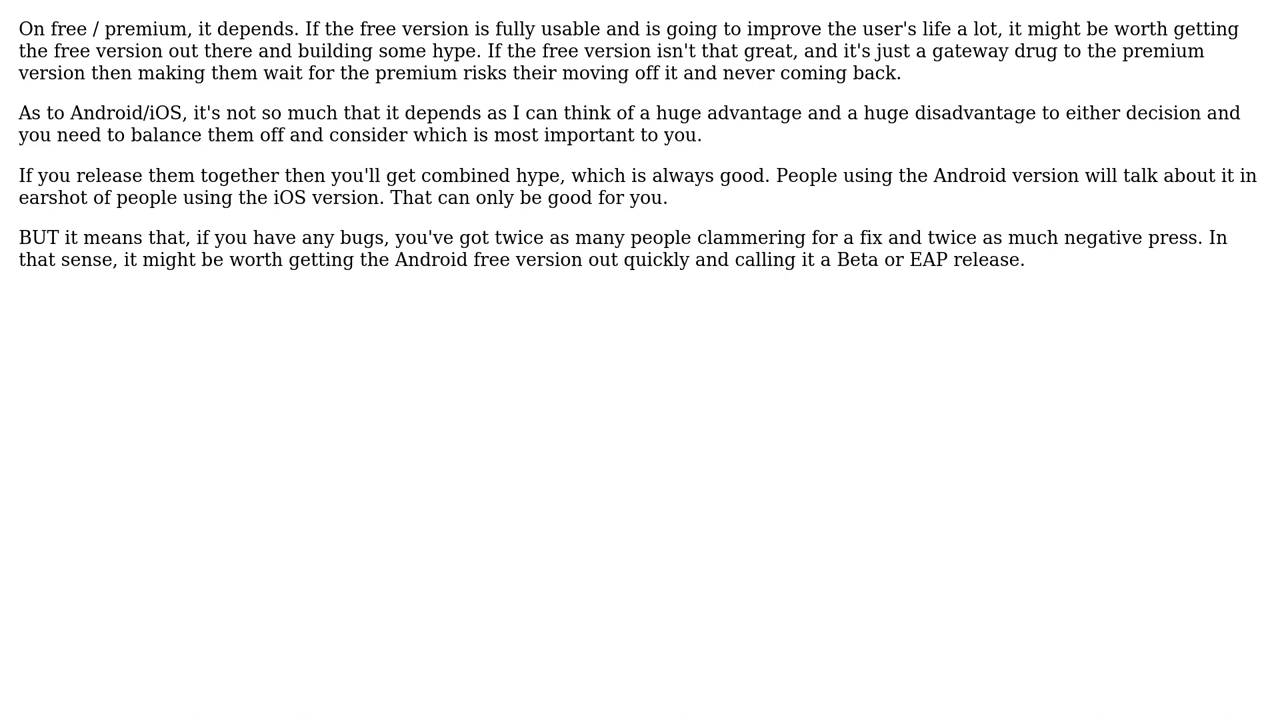 On free / premium, it depends. If the free version is fully usable and is going to improve the user's life a lot, it might be worth getting
the free version out there and building some hype. If the free version isn't that great, and it's just a gateway drug to the premium
version then making them wait for the premium risks their moving off it and never coming back.
As to Android/iOS, it's not so much that it depends as I can think of a huge advantage and a huge disadvantage to either decision and
you need to balance them off and consider which is most important to you.
If you release them together then you'll get combined hype, which is always good. People using the Android version will talk about it in
earshot of people using the iOS version. That can only be good for you.
BUT it means that, if you have any bugs, you've got twice as many people clammering for a fix and twice as much negative press. In
that sense, it might be worth getting the Android free version out quickly and calling it a Beta or EAP release.